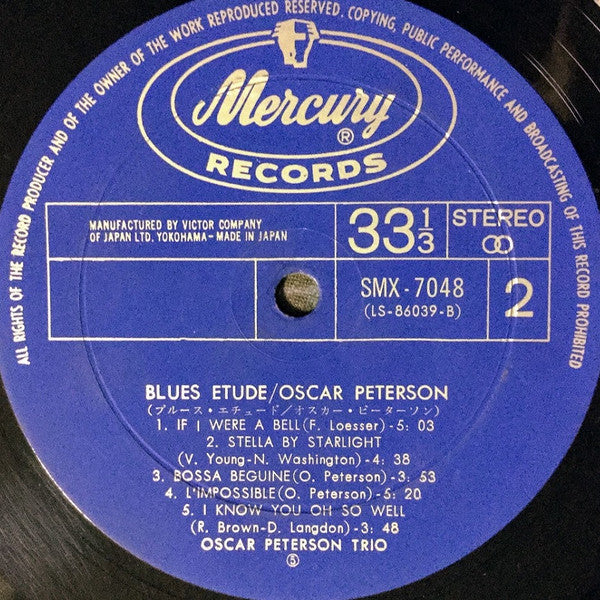 ALL RIGHTS OF THE RECORD PRODUCER AND OF THE OWNER OF THE WORK REPRODUCED RESERVED. COPYING, PUBLIC PERFORMANCE AND BROADCASTING OF THIS RECORD PROHIBITED
Mercury ®
RECORDS
MANUFACTURED BY VICTOR COMPANY
OF JAPAN LTD. YOKOHAMA-MADE IN JAPAN
33 1/3
STEREO
SMX-7048
(LS-86039-B)
2
BLUES ETUDE/OSCAR PETERSON
(ブルース・エチュード/オスカー・ピーターソン)
1. IF I WERE A BELL(F. Loesser)-5: 03
2. STELLA BY STARLIGHT
(V. Young-N. Washington)-4: 38
3. BOSSA BEGUINE(O. Peterson)-3: 53
4. L'IMPOSSIBLE(O. Peterson)-5: 20
5. I KNOW YOU OH SO WELL
(R. Brown-D. Langdon)-3: 48
OSCAR PETERSON TRIO
⑤